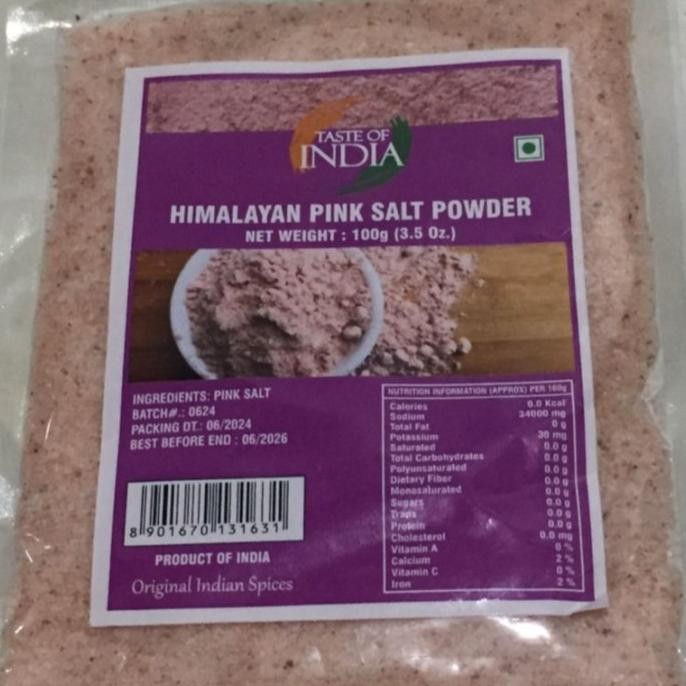 TASTE OF
INDIA
HIMALAYAN PINK SALT POWDER
NET WEIGHT : 100g (3.5 Oz.)
INGREDIENTS: PINK SALT
BATCH#.: 0624
PACKING DT.: 06/2024
BEST BEFORE END : 06/2026
8 901670 131631
PRODUCT OF INDIA
Original Indian Spices
NUTRITION INFORMATION (APPROX) PER 100g
Calories 0.0 Kcal
Sodium 34000 mg
Total Fat 0 g
Potassium 30 mg
Saturated 0.0 g
Total Carbohydrates 0.0 g
Polyunsaturated 0.0 g
Dietary Fiber 0.0 g
Monosaturated 0.0 g
Sugars 0.0 g
Trans 0.0 g
Protein 0.0 g
Cholesterol 0.0 mg
Vitamin A 0 %
Calcium 2 %
Vitamin C 0 %
Iron 2 %